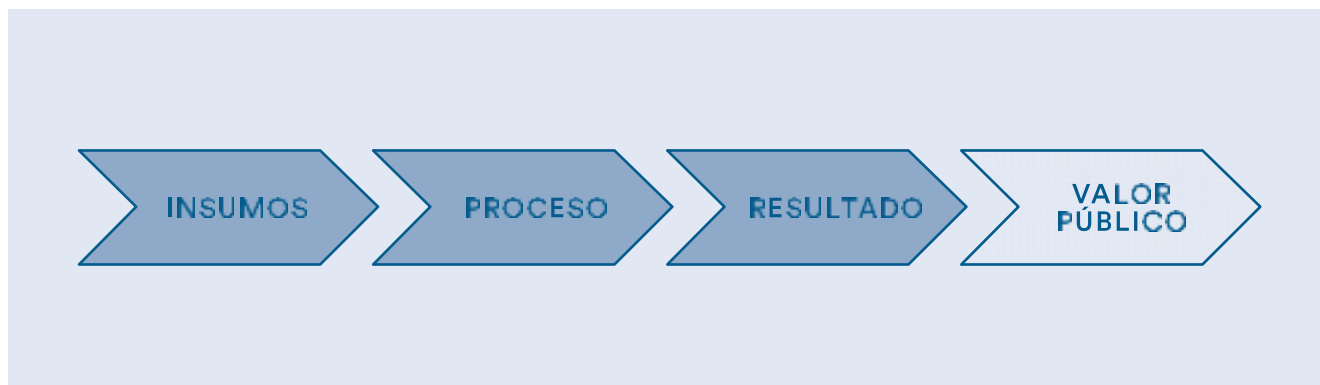 INSUMOS
PROCESO
RESULTADO
VALOR
PÚBLICO